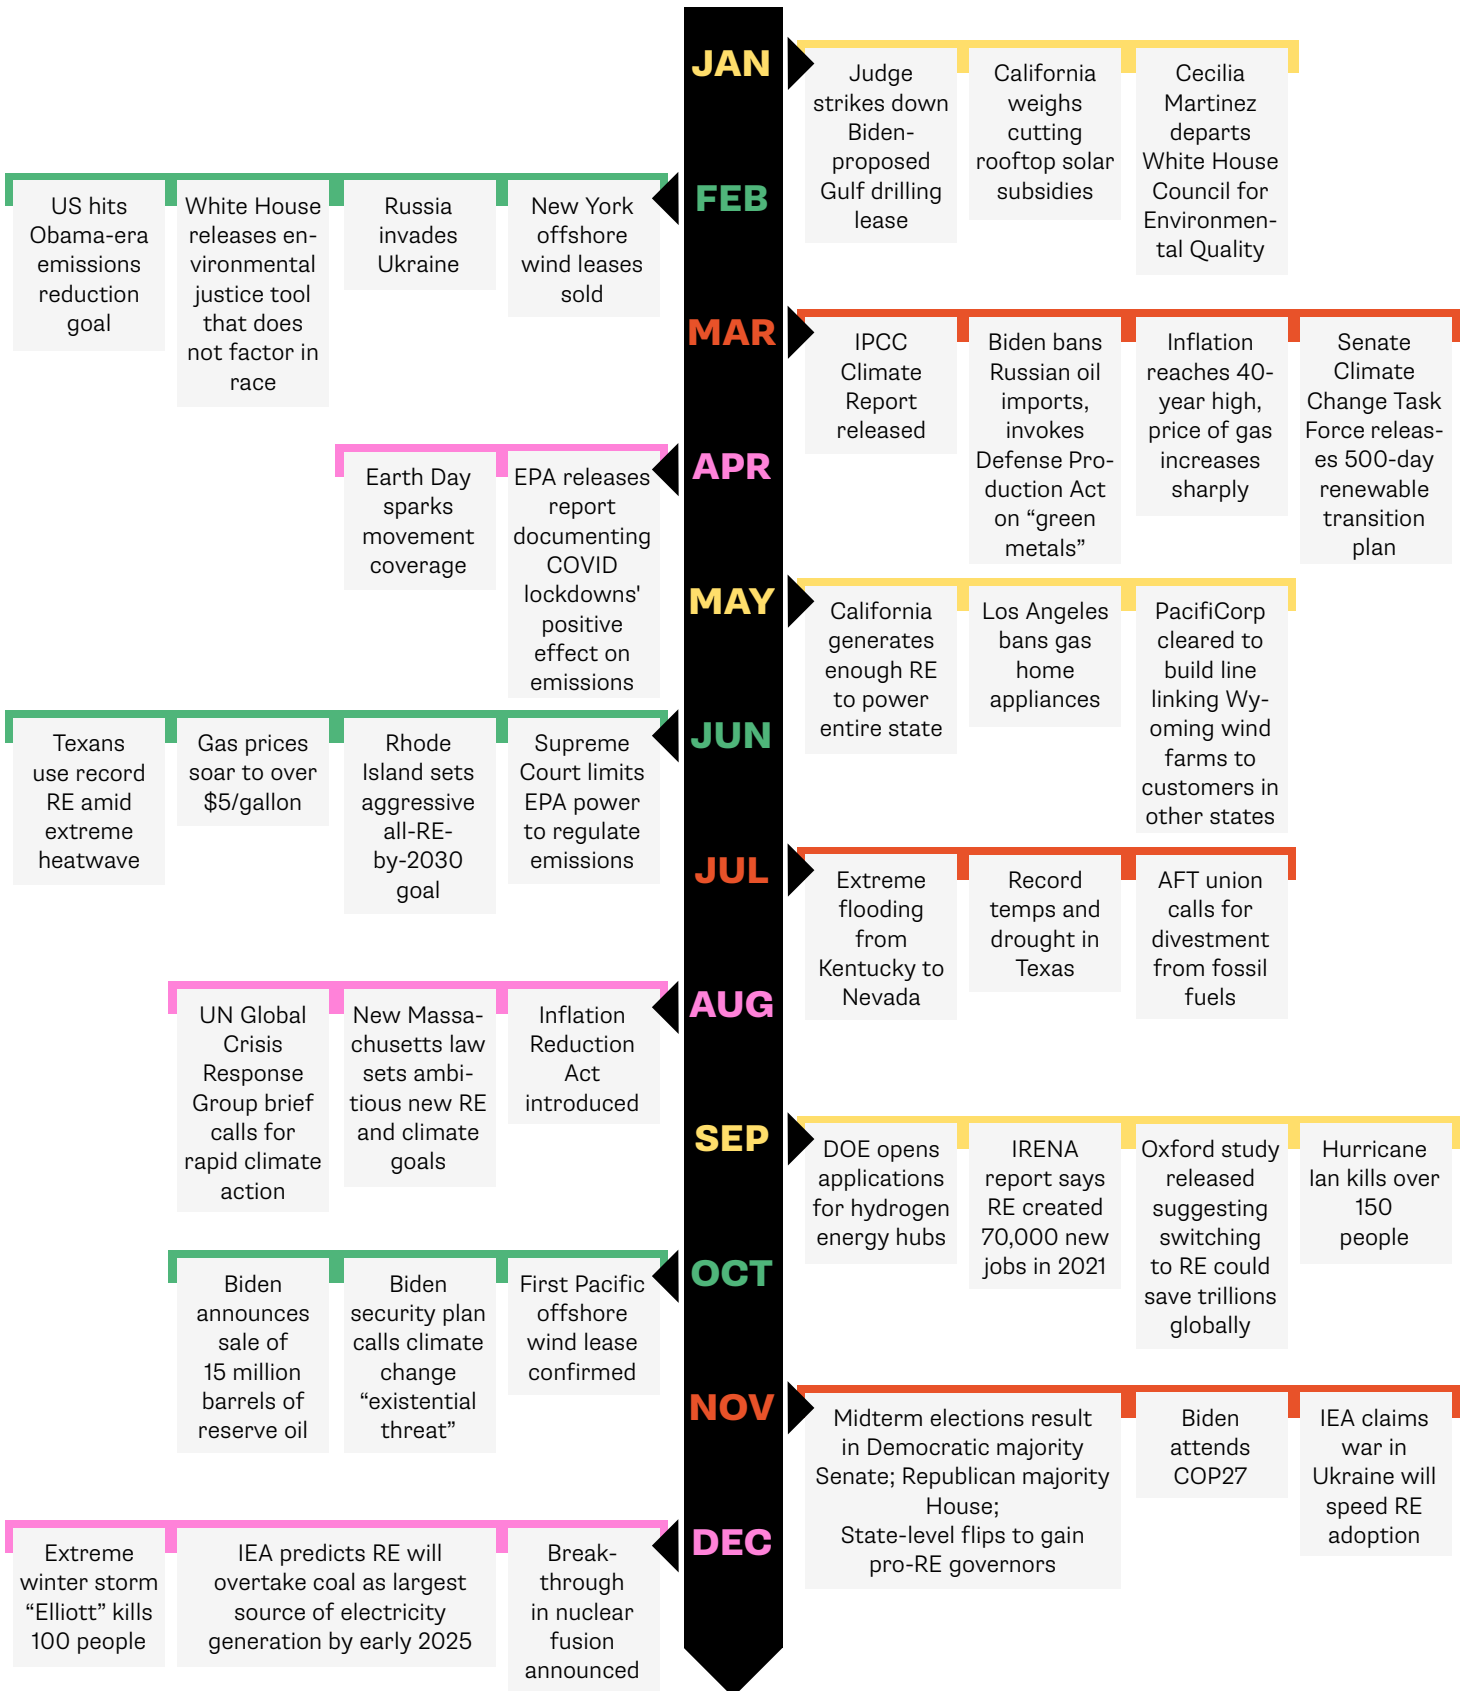 JAN
Judge
strikes down
Biden-
proposed
Gulf drilling
lease
California
weighs
cutting
rooftop solar
subsidies
Cecilia
Martinez
departs
White House
Council for
Environmen-
tal Quality
FEB
US hits
Obama-era
emissions
reduction
goal
White House
releases en-
vironmental
justice tool
that does
not factor in
race
Russia
invades
Ukraine
New York
offshore
wind leases
sold
MAR
IPCC
Climate
Report
released
Biden bans
Russian oil
imports,
invokes
Defense Pro-
duction Act
on “green
metals”
Inflation
reaches 40-
year high,
price of gas
increases
sharply
Senate
Climate
Change Task
Force releas-
es 500-day
renewable
transition
plan
APR
Earth Day
sparks
movement
coverage
EPA releases
report
documenting
COVID
lockdowns'
positive
effect on
emissions
MAY
California
generates
enough RE
to power
entire state
Los Angeles
bans gas
home
appliances
PacifiCorp
cleared to
build line
linking Wy-
oming wind
farms to
customers in
other states
JUN
Texans
use record
RE amid
extreme
heatwave
Gas prices
soar to over
$5/gallon
Rhode
Island sets
aggressive
all-RE-
by-2030
goal
Supreme
Court limits
EPA power
to regulate
emissions
JUL
Extreme
flooding
from
Kentucky to
Nevada
Record
temps and
drought in
Texas
AFT union
calls for
divestment
from fossil
fuels
AUG
UN Global
Crisis
Response
Group brief
calls for
rapid climate
action
New Massa-
chusetts law
sets ambi-
tious new RE
and climate
goals
Inflation
Reduction
Act
introduced
SEP
DOE opens
applications
for hydrogen
energy hubs
IRENA
report says
RE created
70,000 new
jobs in 2021
Oxford study
released
suggesting
switching
to RE could
save trillions
globally
Hurricane
Ian kills over
150
people
OCT
Biden
announces
sale of
15 million
barrels of
reserve oil
Biden
security plan
calls climate
change
“existential
threat”
First Pacific
offshore
wind lease
confirmed
NOV
Midterm elections result
in Democratic majority
Senate; Republican majority
House;
State-level flips to gain
pro-RE governors
Biden
attends
COP27
IEA claims
war in
Ukraine will
speed RE
adoption
DEC
Extreme
winter storm
“Elliott” kills
100 people
IEA predicts RE will
overtake coal as largest
source of electricity
generation by early 2025
Break-
through
in nuclear
fusion
announced